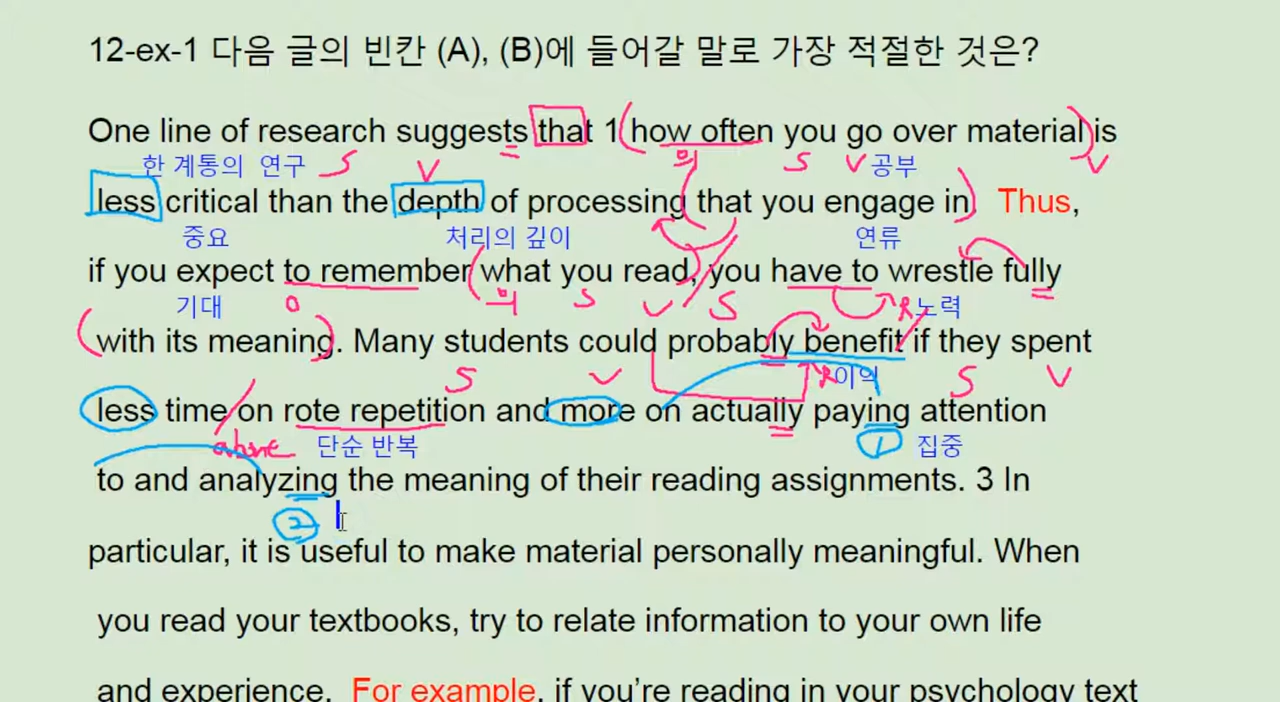 12-ex-1 다음 글의 빈칸 (A), (B)에 들어갈 말로 가장 적절한 것은?
One line of research suggests that 1 how often you go over material is
한 계통의 연구 S V 의 S V 공부 V
less critical than the depth of processing that you engage in Thus,
중요 처리의 깊이 연류
if you expect to remember what you read, you have to wrestle fully
기대 o 의 S V S R 노력
with its meaning. Many students could probably benefit if they spent
S V R 이익 S V
less time on rote repetition and more on actually paying attention
단순 반복 1 집중
to and analyzing the meaning of their reading assignments. 3 In
2
particular, it is useful to make material personally meaningful. When
you read your textbooks, try to relate information to your own life
and experience. For example, if you're reading in your psychology text